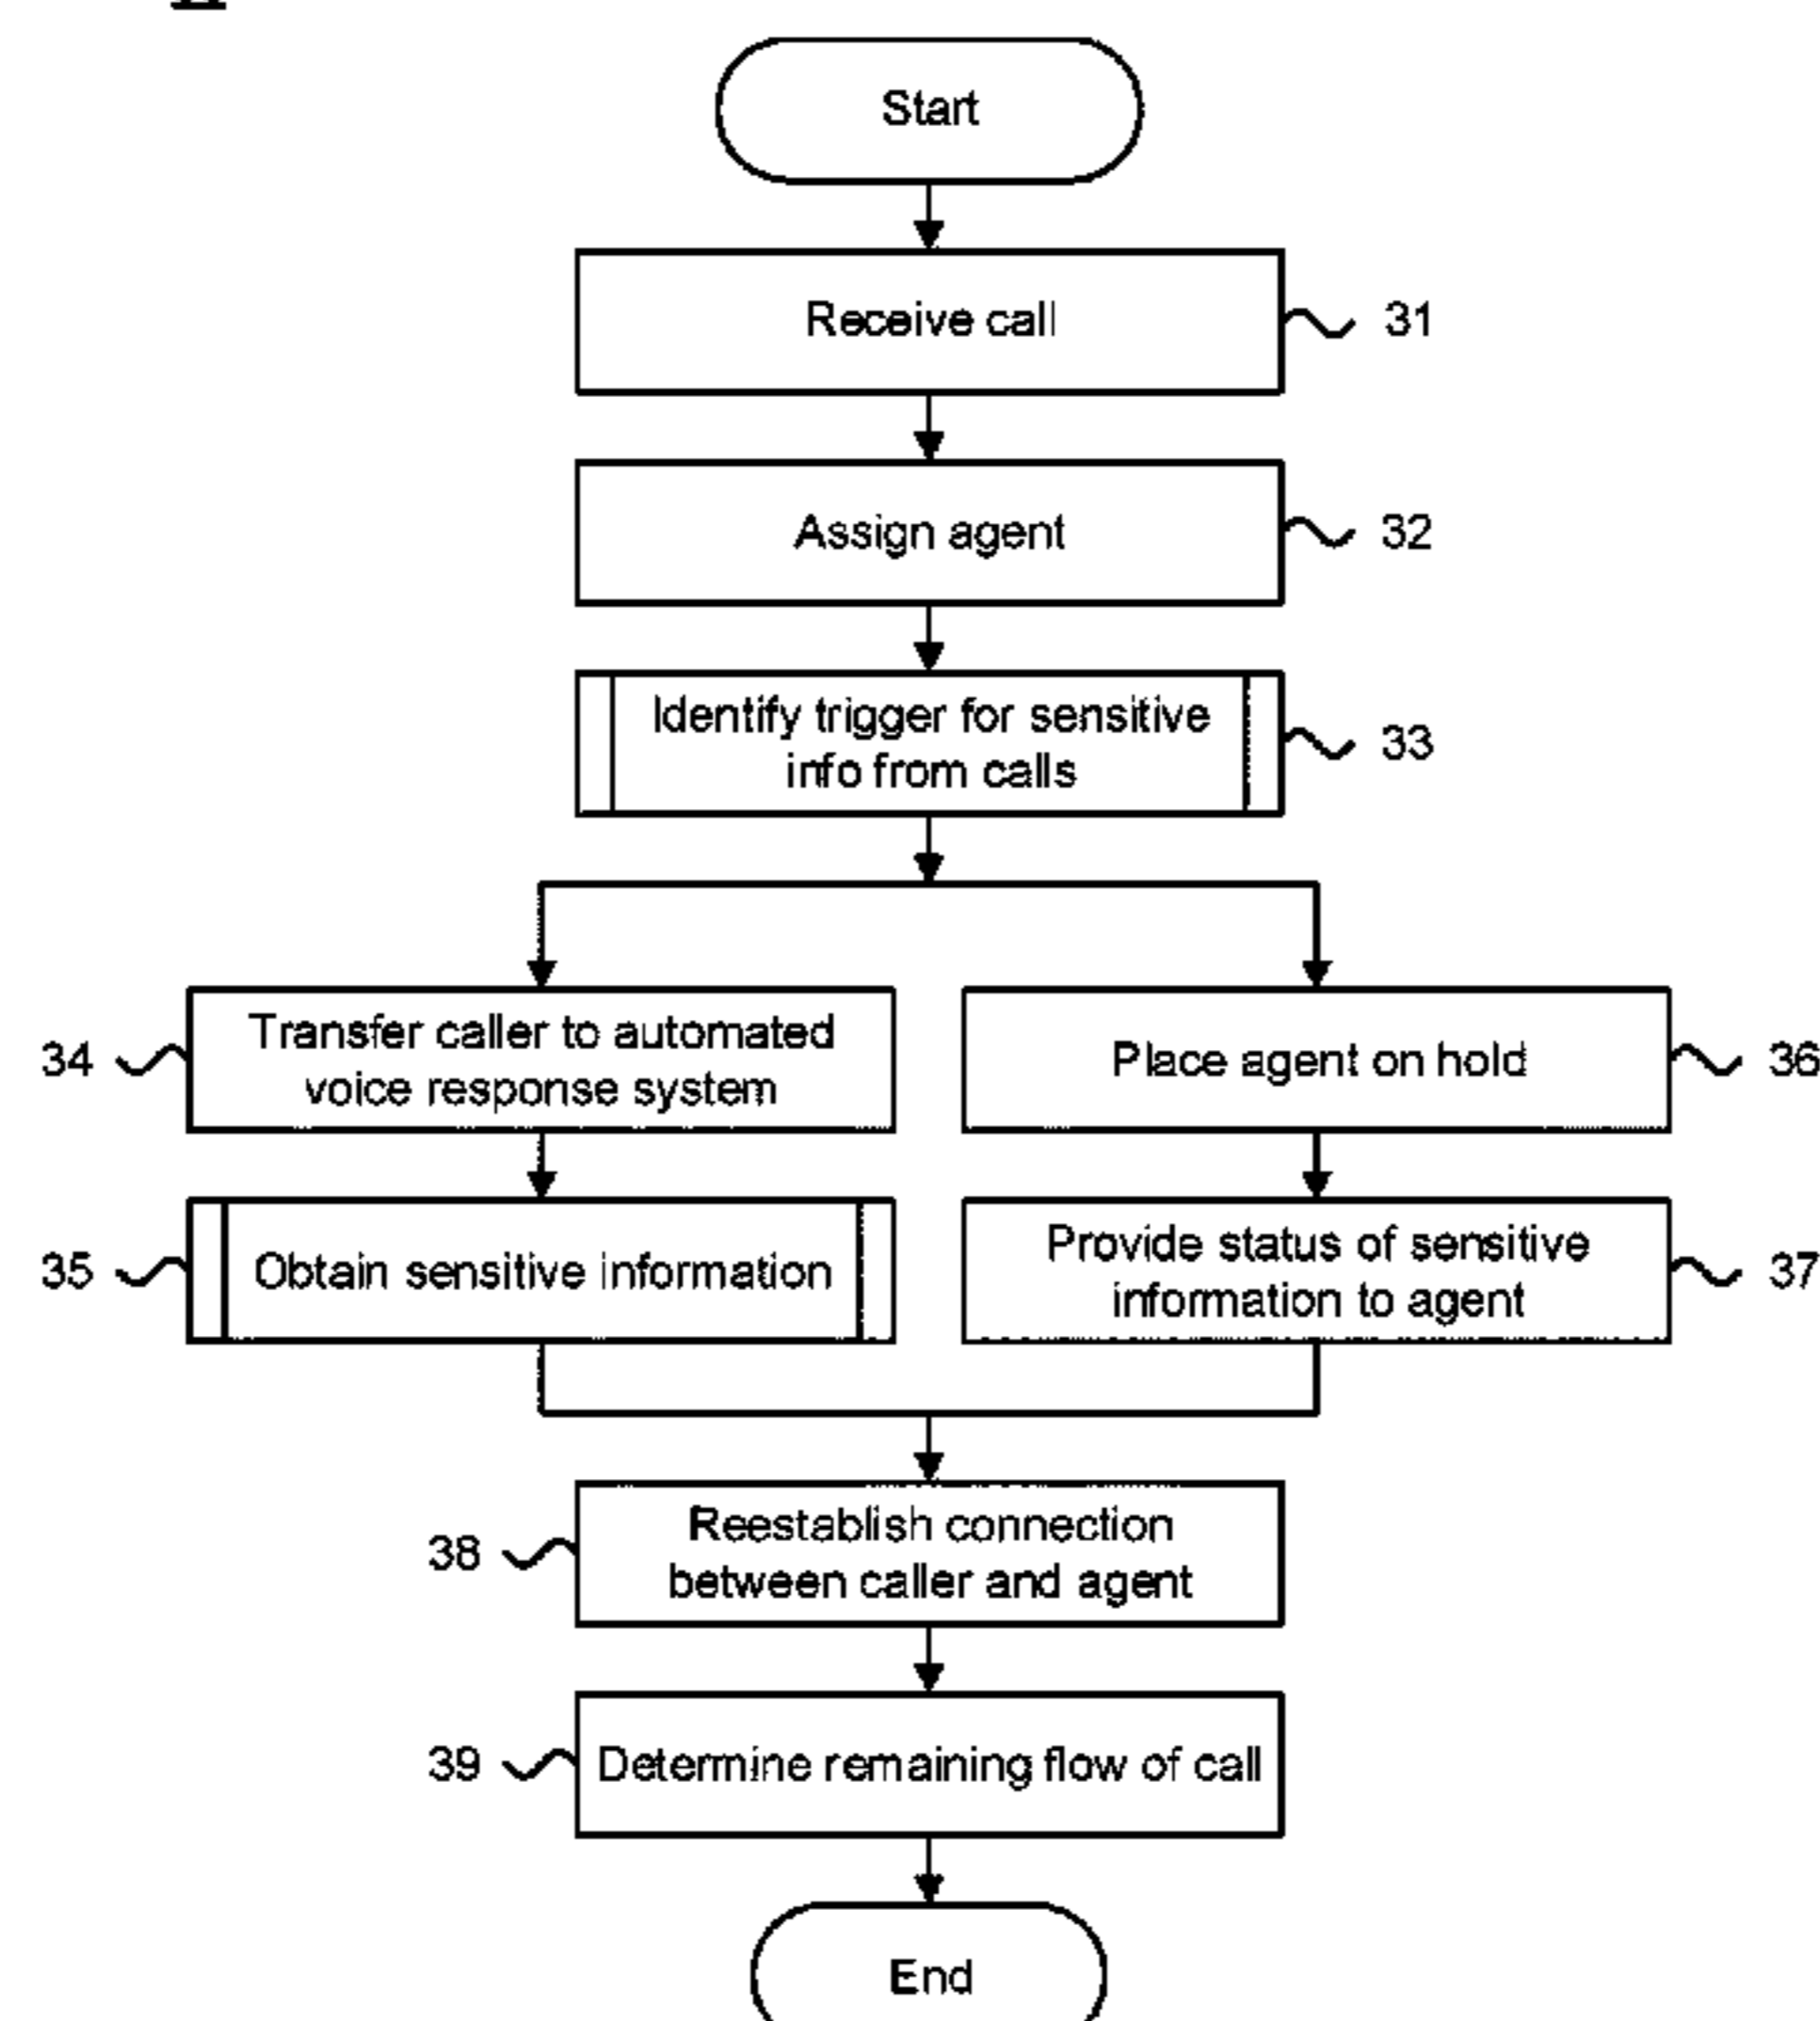 Start
Receive call
31
Assign agent
32
Identify trigger for sensitive
info from calls
33
34
Transfer caller to automated
voice response system
Place agent on hold
36
35
Obtain sensitive information
Provide status of sensitive
information to agent
37
38
Reestablish connection
between caller and agent
39
Determine remaining flow of call
End